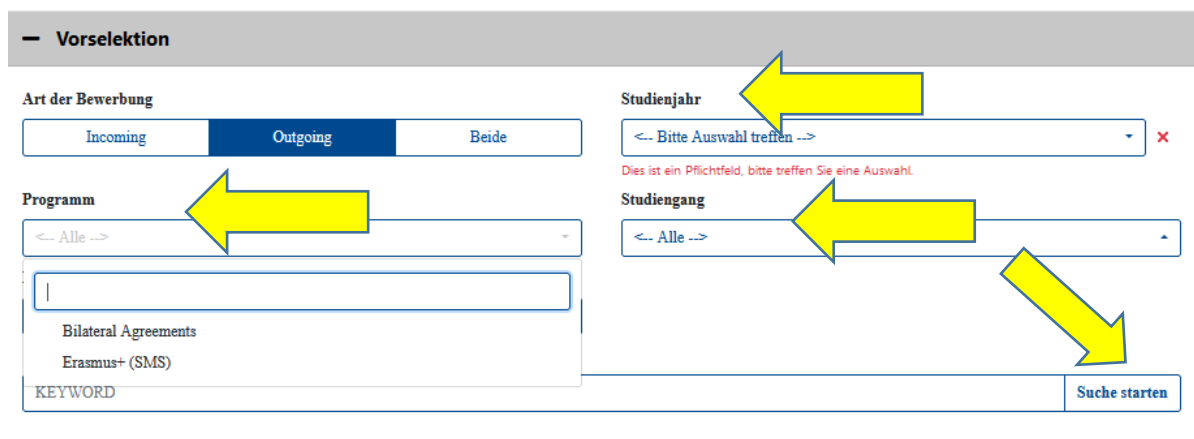 Vorselektion
Art der Bewerbung
Incoming Outgoing Beide
Studienjahr
<-- Bitte Auswahl treffen -->
Dies ist ein Pflichtfeld, bitte treffen Sie eine Auswahl.
Programm
<-- Alle -->
Bilateral Agreements
Erasmus+ (SMS)
Studiengang
<-- Alle -->
KEYWORD
Suche starten